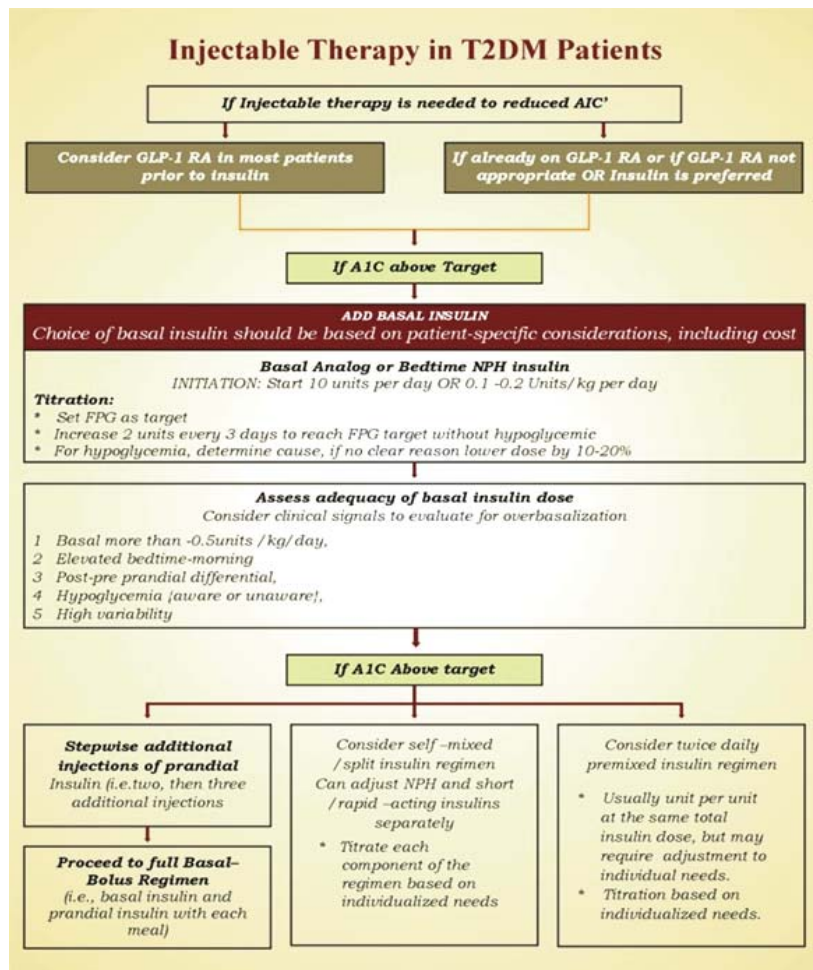 Injectable Therapy in T2DM Patients
If Injectable therapy is needed to reduced AIC'
Consider GLP-1 RA in most patients
prior to insulin
If already on GLP-1 RA or if GLP-1 RA not
appropriate OR Insulin is preferred
If A1C above Target
ADD BASAL INSULIN
Choice of basal insulin should be based on patient-specific considerations, including cost
Basal Analog or Bedtime NPH insulin
INITIATION: Start 10 units per day OR 0.1 -0.2 Units/kg per day
Titration:
* Set FPG as target
* Increase 2 units every 3 days to reach FPG target without hypoglycemic
* For hypoglycemia, determine cause, if no clear reason lower dose by 10-20%
Assess adequacy of basal insulin dose
Consider clinical signals to evaluate for overbasalization
1 Basal more than -0.5units /kg/day,
2 Elevated bedtime-morning
3 Post-pre prandial differential,
4 Hypoglycemia {aware or unaware},
5 High variability
If A1C Above target
Stepwise additional
injections of prandial
Insulin (i.e.two, then three
additional injections
Proceed to full Basal–
Bolus Regimen
(i.e., basal insulin and
prandial insulin with each
meal)
Consider self –mixed
/split insulin regimen
Can adjust NPH and short
/rapid –acting insulins
separately
* Titrate each
component of the
regimen based on
individualized needs
Consider twice daily
premixed insulin regimen
* Usually unit per unit
at the same total
insulin dose, but may
require adjustment to
individual needs.
* Titration based on
individualized needs.